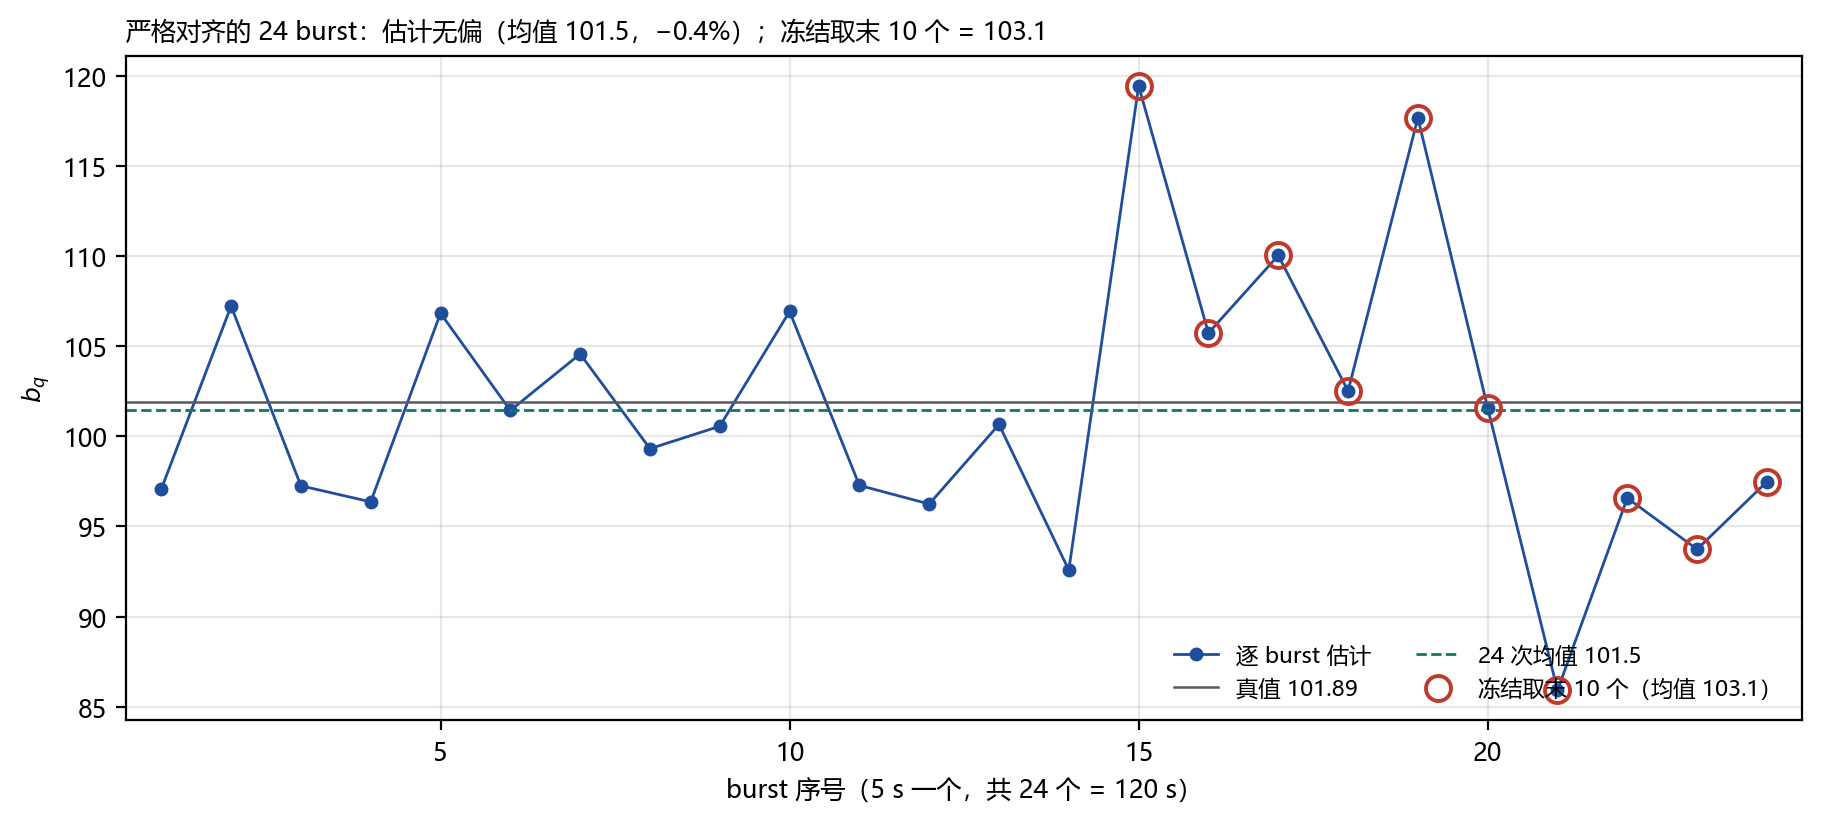 严格对齐的 24 burst：估计无偏（均值 101.5，−0.4%）；冻结取末 10 个 = 103.1
120
115
110
105
100
95
90
85
b_q
逐 burst 估计
真值 101.89
24 次均值 101.5
冻结取末 10 个（均值 103.1）
5
10
15
20
burst 序号（5 s 一个，共 24 个 = 120 s）